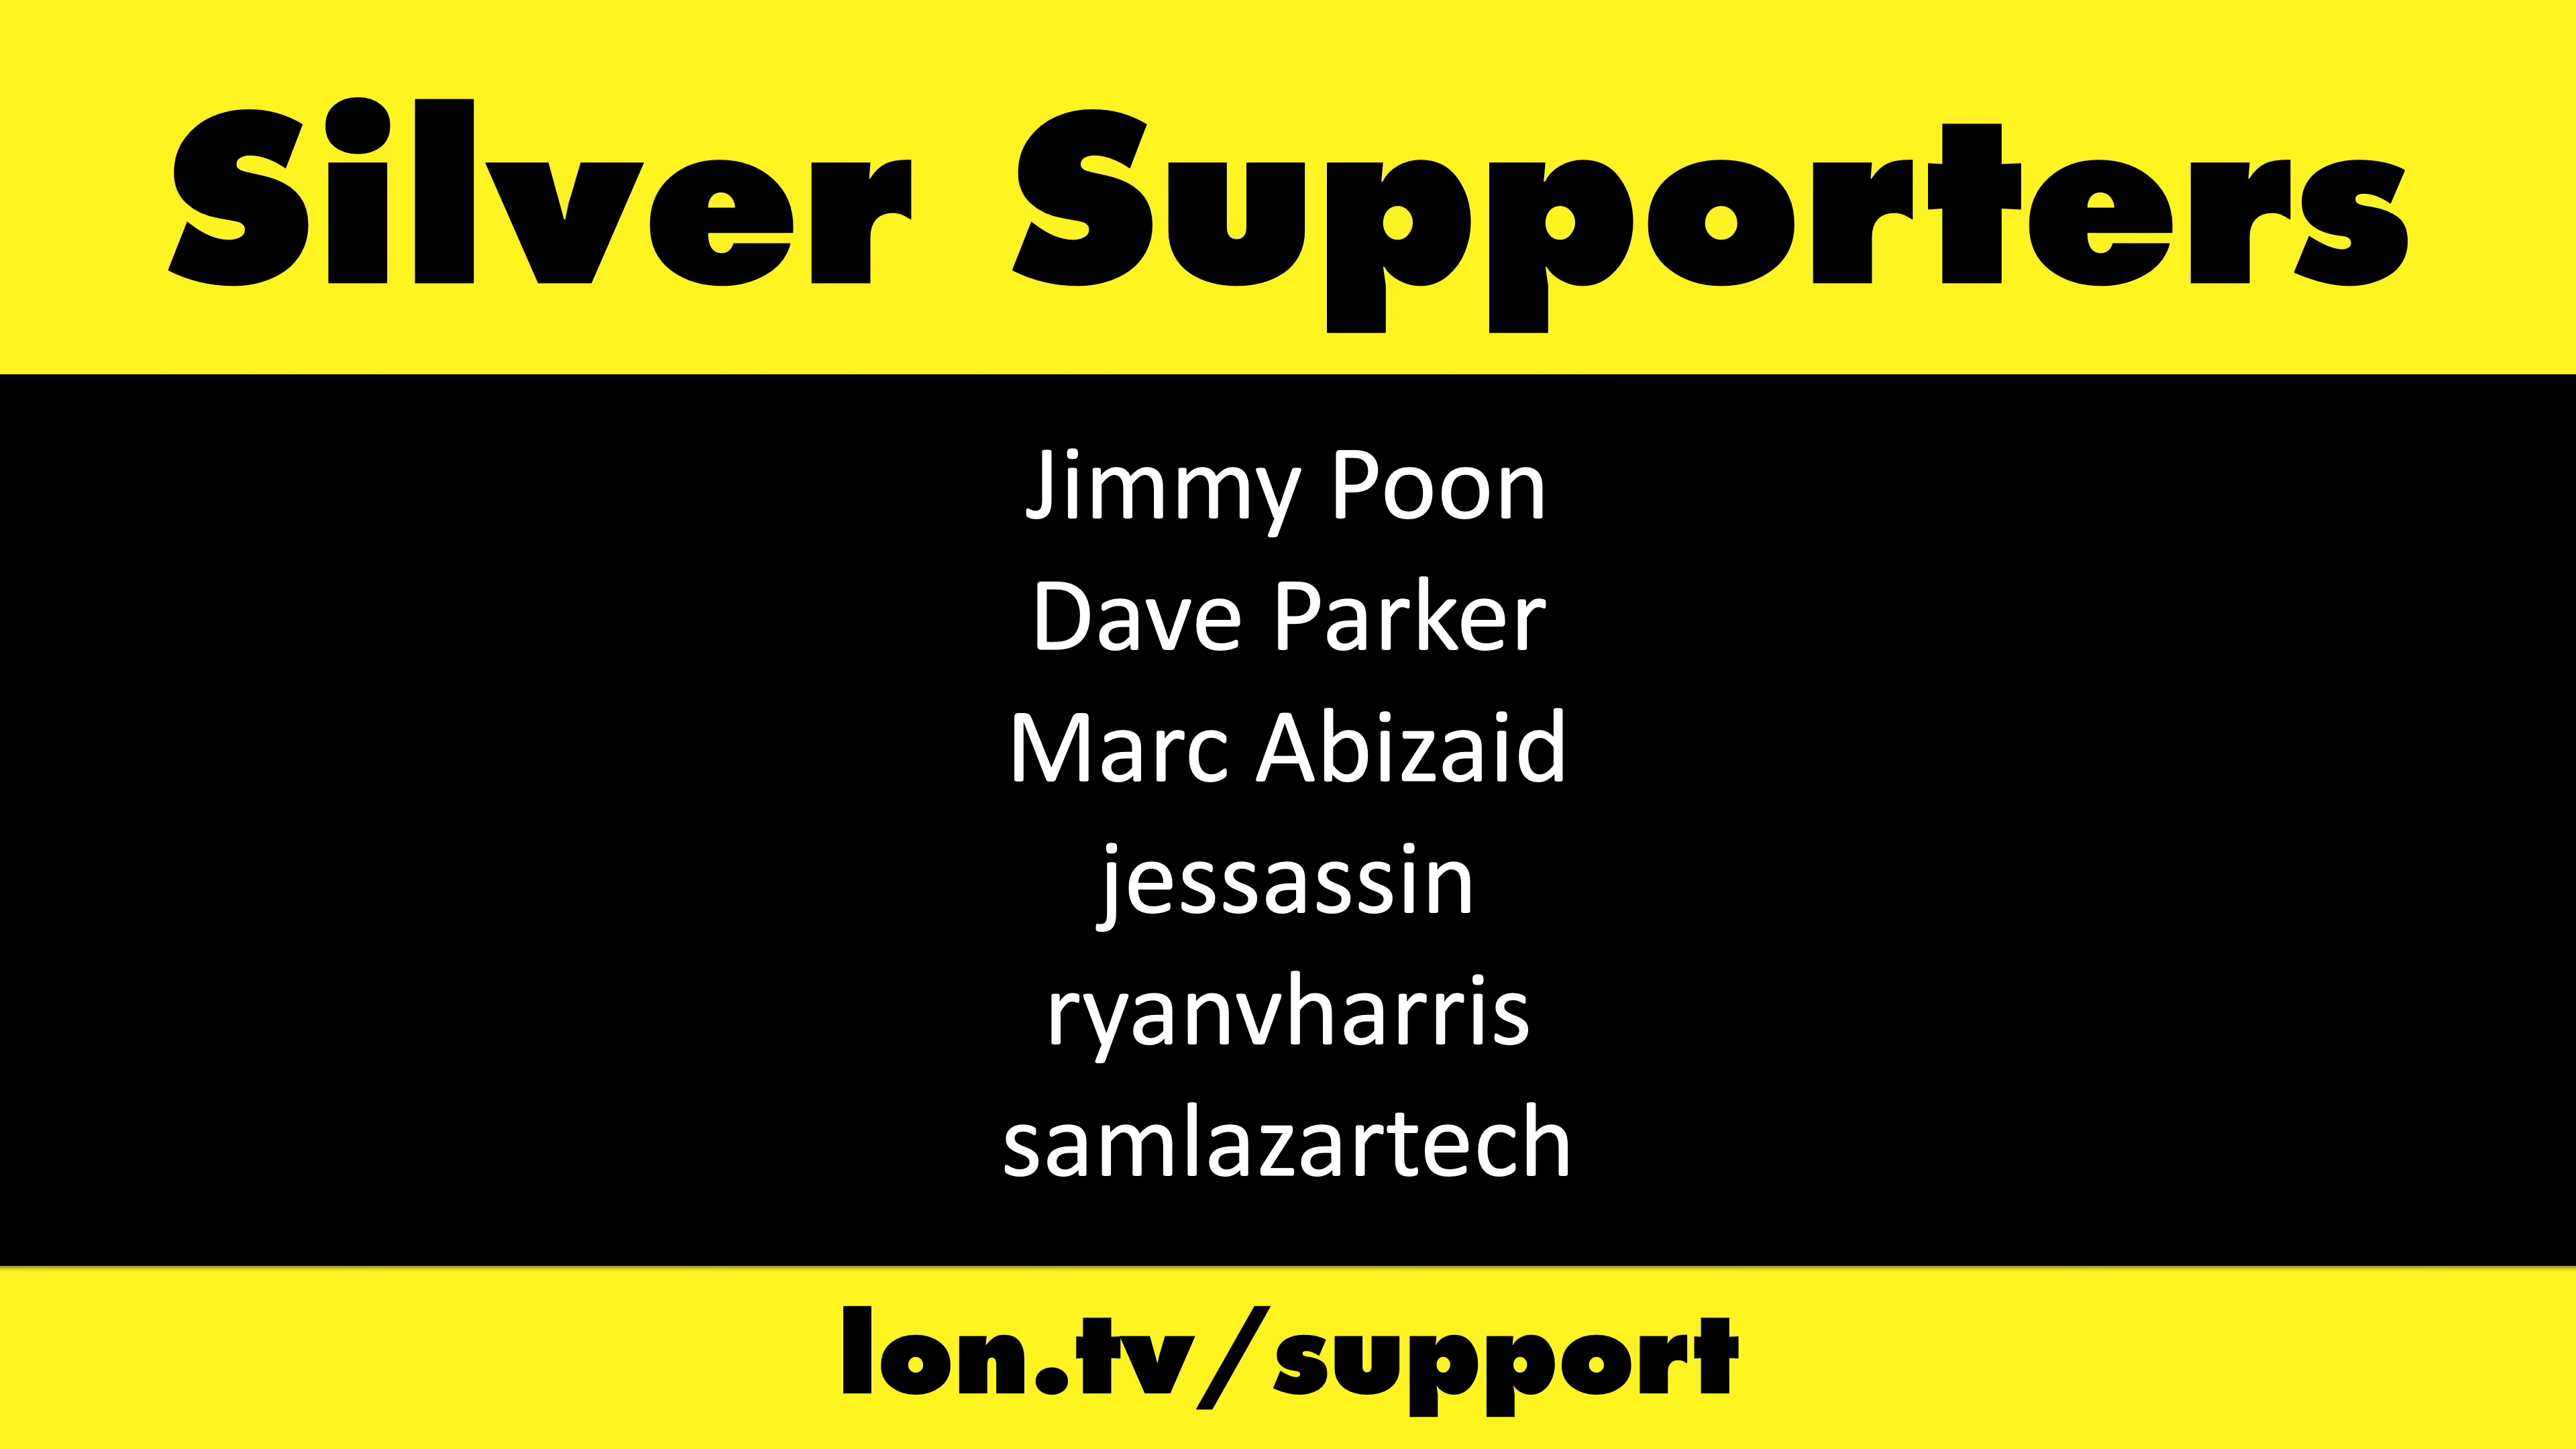 Silver Supporters
Jimmy Poon
Dave Parker
Marc Abizaid
jessassin
ryanvharris
samlazartech
lon.tv/support